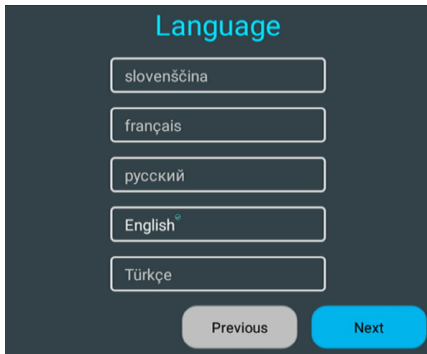 Language
slovenščina
français
русский
English
Türkçe
Previous
Next